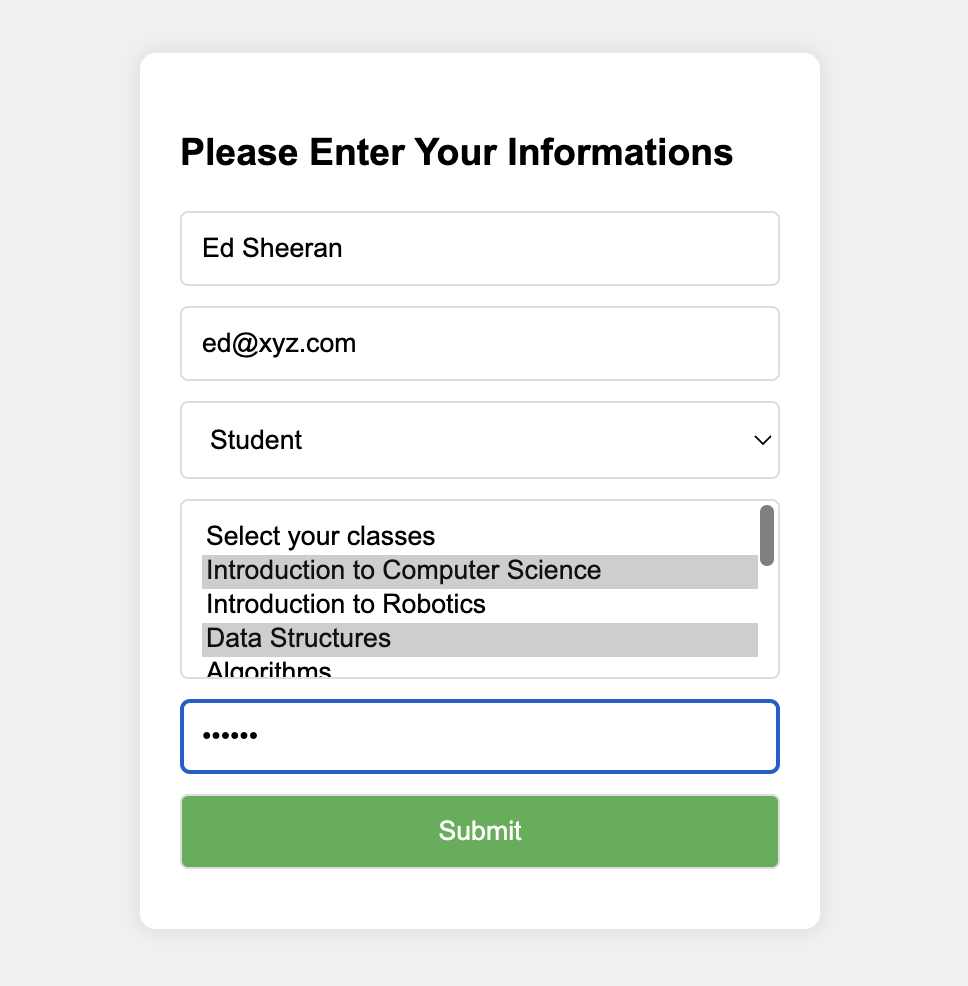 Please Enter Your Informations
Ed Sheeran
ed@xyz.com
Student
Select your classes
Introduction to Computer Science
Introduction to Robotics
Data Structures
Algorithms
••••••
Submit